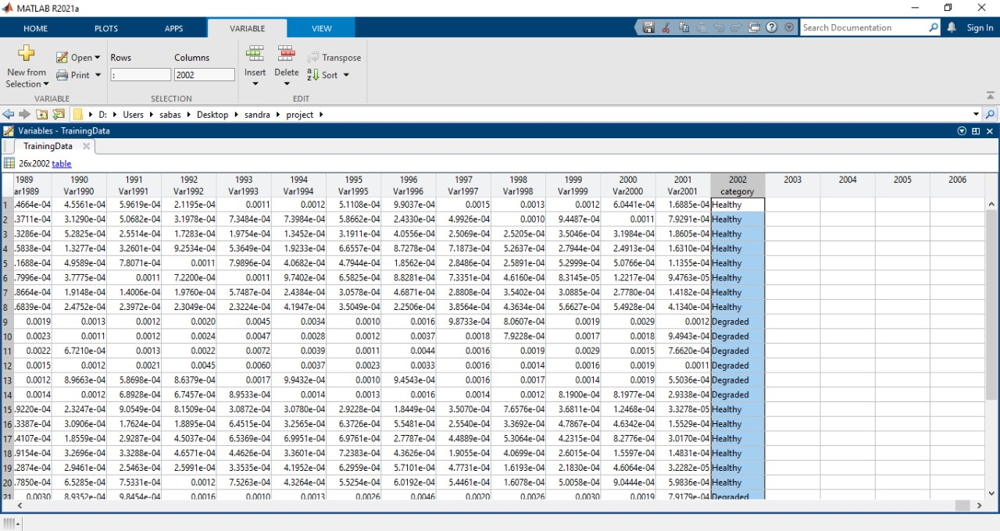 MATLAB R2021a
HOME PLOTS APPS VARIABLE VIEW Search Documentation Sign In
New from Selection Open Rows Columns Insert Delete Transpose
Print : 2002 Sort
VARIABLE SELECTION EDIT
D: Users sabas Desktop sandra project
Variables - TrainingData
TrainingData
26x2002 table
1989 1990 1991 1992 1993 1994 1995 1996 1997 1998 1999 2000 2001 2002 2003 2004 2005 2006
ar1989 Var1990 Var1991 Var1992 Var1993 Var1994 Var1995 Var1996 Var1997 Var1998 Var1999 Var2000 Var2001 category
1 .4664e-04 4.5561e-04 5.9619e-04 2.1195e-04 0.0011 0.0012 5.1108e-04 9.9037e-04 0.0015 0.0013 0.0012 6.0441e-04 1.6885e-04 Healthy
2 .3711e-04 3.1290e-04 5.0682e-04 3.1978e-04 7.3484e-04 7.3984e-04 5.8662e-04 2.4330e-04 4.9926e-04 0.0010 9.4487e-04 0.0011 7.9291e-04 Healthy
3 .3286e-04 5.2825e-04 2.5514e-04 1.7283e-04 1.9754e-04 1.3452e-04 3.1911e-04 4.0556e-04 2.5069e-04 2.5205e-04 3.5046e-04 3.1984e-04 1.8605e-04 Healthy
4 .5838e-04 1.3277e-04 3.2601e-04 9.2534e-04 5.3649e-04 1.9233e-04 6.6557e-04 8.7278e-04 7.1873e-04 5.2637e-04 2.7944e-04 2.4913e-04 1.6310e-04 Healthy
5 .1688e-04 4.9589e-04 7.8071e-04 0.0011 7.9896e-04 4.0682e-04 4.7944e-04 1.8562e-04 2.8486e-04 2.5891e-04 5.2999e-04 5.0766e-04 1.1355e-04 Healthy
6 .7996e-04 3.7775e-04 0.0011 7.2200e-04 0.0011 9.7402e-04 6.5825e-04 8.8281e-04 7.3351e-04 4.6160e-04 8.3145e-05 1.2217e-04 9.4763e-05 Healthy
7 .8664e-04 1.9148e-04 1.4006e-04 1.9760e-04 5.7487e-04 2.4384e-04 3.0578e-04 4.6871e-04 2.8808e-04 3.5402e-04 3.0885e-04 2.7780e-04 1.4182e-04 Healthy
8 .6839e-04 2.4752e-04 2.3972e-04 2.3049e-04 2.3224e-04 4.1947e-04 3.5049e-04 2.2506e-04 3.8564e-04 4.3634e-04 5.6627e-04 5.4928e-04 4.1340e-04 Healthy
9 0.0019 0.0013 0.0012 0.0020 0.0045 0.0034 0.0010 0.0016 9.8733e-04 8.0607e-04 0.0019 0.0029 0.0012 Degraded
10 0.0023 0.0011 0.0012 0.0024 0.0047 0.0028 0.0012 0.0037 0.0018 7.9228e-04 0.0017 0.0018 9.4943e-04 Degraded
11 0.0022 6.7210e-04 0.0013 0.0022 0.0072 0.0039 0.0011 0.0044 0.0016 0.0019 0.0029 0.0015 7.6620e-04 Degraded
12 0.0015 0.0012 0.0021 0.0045 0.0060 0.0037 0.0023 0.0033 0.0016 0.0014 0.0016 0.0019 0.0011 Degraded
13 0.0012 8.9663e-04 5.8698e-04 8.6379e-04 0.0017 9.9432e-04 0.0010 9.4543e-04 0.0016 0.0017 0.0014 0.0019 5.5036e-04 Degraded
14 0.0014 0.0012 6.8928e-04 6.7457e-04 8.9533e-04 0.0014 0.0013 0.0016 0.0014 0.0012 8.1900e-04 8.1977e-04 2.9338e-04 Degraded
15 .9220e-04 2.3247e-04 9.0549e-04 8.1509e-04 3.0872e-04 3.0780e-04 2.9228e-04 1.8449e-04 3.5070e-04 7.6576e-04 3.6811e-04 1.2468e-04 3.3278e-05 Healthy
16 .3387e-04 3.0906e-04 1.7624e-04 1.8895e-04 6.4515e-04 3.2565e-04 6.3726e-04 5.5481e-04 2.5540e-04 3.3692e-04 4.7867e-04 4.6342e-04 1.5529e-04 Healthy
17 .4107e-04 1.8559e-04 2.9287e-04 4.5037e-04 6.5369e-04 6.9951e-04 6.9761e-04 2.7787e-04 4.4889e-04 5.3064e-04 4.2315e-04 8.2776e-04 3.0170e-04 Healthy
18 .9154e-04 3.2696e-04 3.3288e-04 4.6571e-04 4.4626e-04 3.3601e-04 7.2383e-04 4.3626e-04 1.9055e-04 4.0699e-04 2.6015e-04 1.5597e-04 1.4831e-04 Healthy
19 .2874e-04 2.9461e-04 2.5463e-04 2.5991e-04 3.3535e-04 4.1952e-04 6.2959e-04 5.7101e-04 4.7731e-04 1.6193e-04 2.1830e-04 4.6064e-04 3.2282e-05 Healthy
20 .7850e-04 6.5285e-04 7.5331e-04 0.0012 7.5263e-04 4.3264e-04 5.5254e-04 6.0192e-04 5.4461e-04 1.6078e-04 5.0058e-04 9.0444e-04 5.9836e-04 Healthy
21 0.0030 8.9352e-04 9.8454e-04 0.0016 0.0010 0.0013 0.0026 0.0046 0.0020 0.0026 0.0030 0.0019 7.9179e-04 Degraded